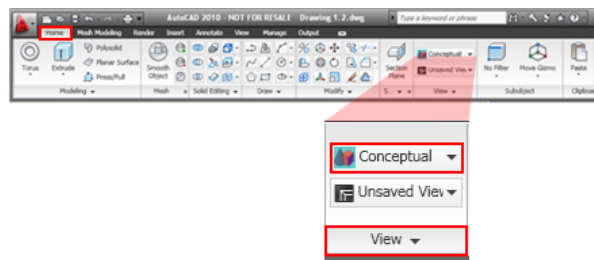 AutoCAD 2010 - NOT FOR RESALE Drawing 1.2.dwg Type a keyword or phrase
Home Mesh Modeling Render Insert Annotate View Manage Output
Torus Extrude Polysolid Planar Surface Press/Pull Smooth Object Section Plane Conceptual Unsaved View No Filter Move Gizmo Paste
Modeling Mesh Solid Editing Draw Modify S... View Subobject Clipboa
Conceptual
Unsaved Viev
View